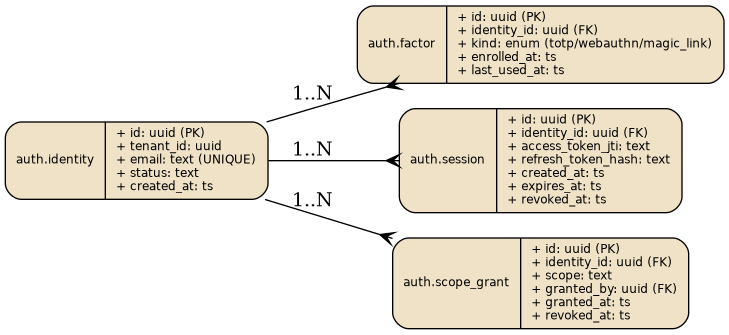 auth.factor
+ id: uuid (PK)
+ identity_id: uuid (FK)
+ kind: enum (totp/webauthn/magic_link)
+ enrolled_at: ts
+ last_used_at: ts
1..N
auth.identity
+ id: uuid (PK)
+ tenant_id: uuid
+ email: text (UNIQUE)
+ status: text
+ created_at: ts
1..N
auth.session
+ id: uuid (PK)
+ identity_id: uuid (FK)
+ access_token_jti: text
+ refresh_token_hash: text
+ created_at: ts
+ expires_at: ts
+ revoked_at: ts
1..N
auth.scope_grant
+ id: uuid (PK)
+ identity_id: uuid (FK)
+ scope: text
+ granted_by: uuid (FK)
+ granted_at: ts
+ revoked_at: ts